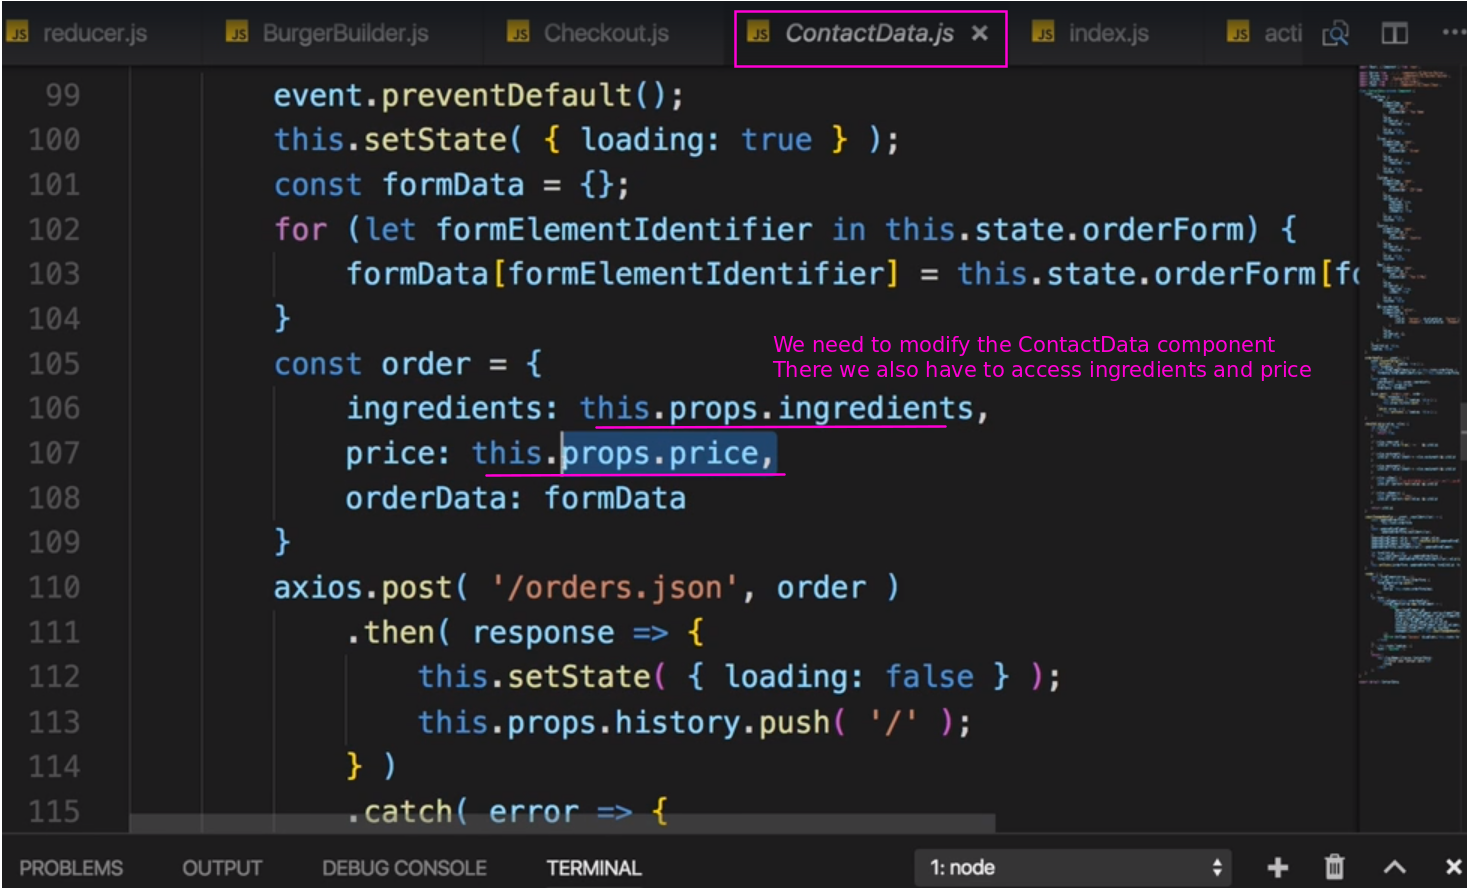 JS reducer.js JS BurgerBuilder.js JS Checkout.js JS ContactData.js × JS index.js JS acti
99 event.preventDefault();
100 this.setState( { loading: true } );
101 const formData = {};
102 for (let formElementIdentifier in this.state.orderForm) {
103 formData[formElementIdentifier] = this.state.orderForm[fo
104 }
We need to modify the ContactData component
105 const order = {
There we also have to access ingredients and price
106 ingredients: this.props.ingredients,
107 price: this.props.price,
108 orderData: formData
109 }
110 axios.post( '/orders.json', order )
111 .then( response => {
112 this.setState( { loading: false } );
113 this.props.history.push( '/' );
114 } )
115 .catch( error => {
PROBLEMS OUTPUT DEBUG CONSOLE TERMINAL 1: node